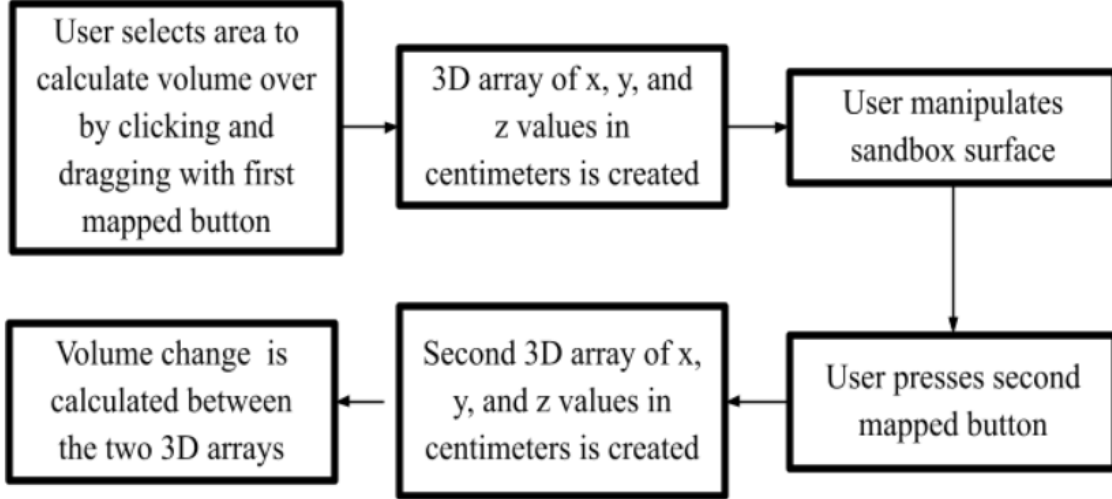 User selects area to
calculate volume over
by clicking and
dragging with first
mapped button
3D array of x, y, and
z values in
centimeters is created
User manipulates
sandbox surface
User presses second
mapped button
Second 3D array of x,
y, and z values in
centimeters is created
Volume change is
calculated between
the two 3D arrays